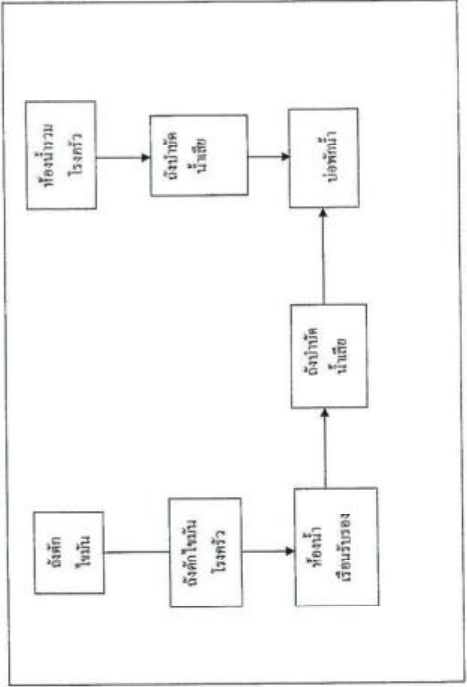 ห้องน้ำรวม
โรงครัว
ถังบำบัด
น้ำเสีย
บ่อพักน้ำ
ถังบำบัด
น้ำเสีย
ถังดัก
ไขมัน
ถังดักไขมัน
โรงครัว
ห้องน้ำ
เรือนรับรอง